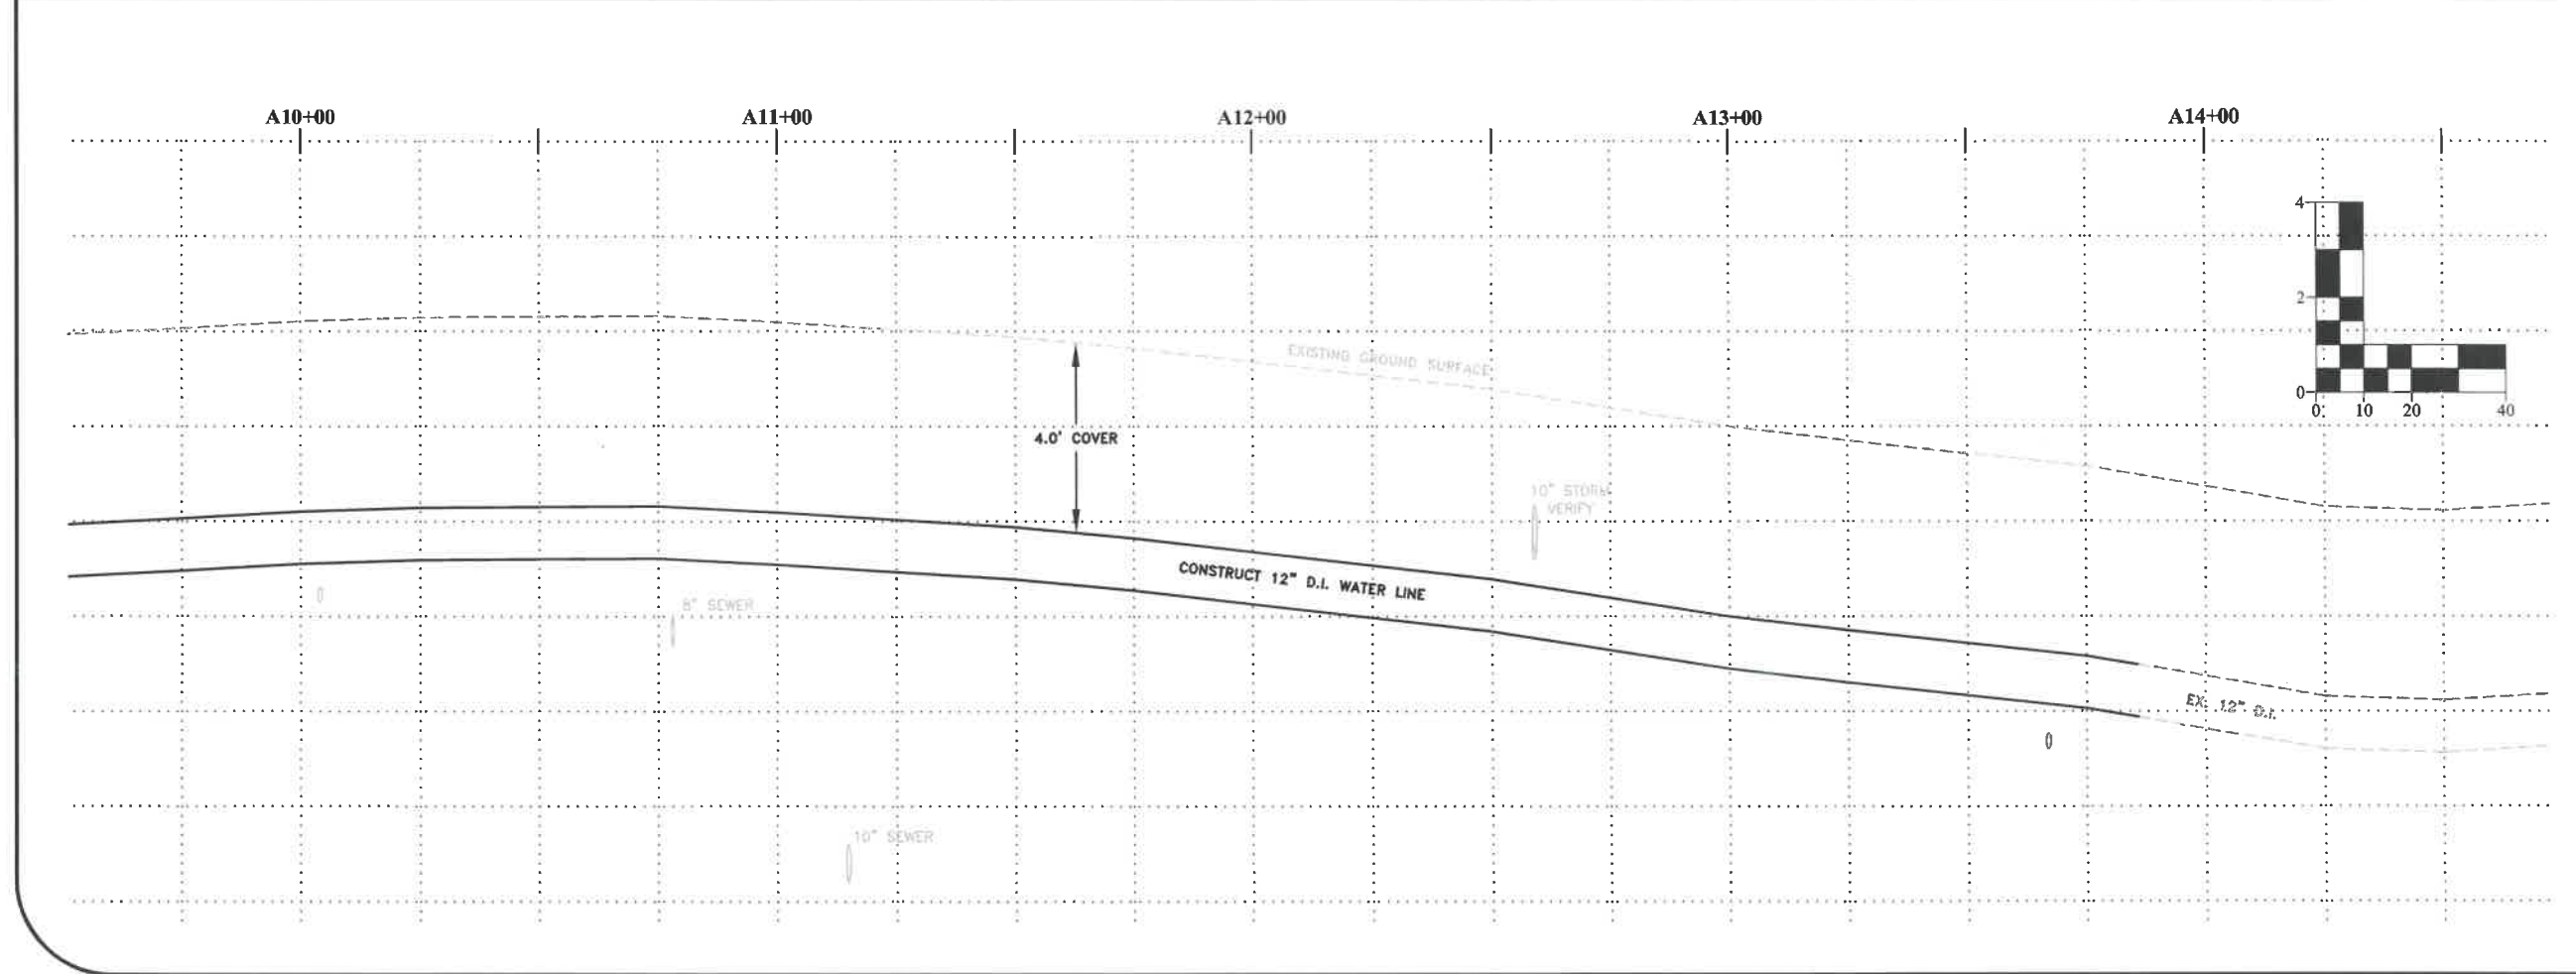 A10+00 A11+00 A12+00 A13+00 A14+00
4
2
0
0 10 20 40
EXISTING GROUND SURFACE
4.0' COVER
10" STORM
VERIFY
CONSTRUCT 12" D.I. WATER LINE
8" SEWER
EX. 12" D.I.
10" SEWER